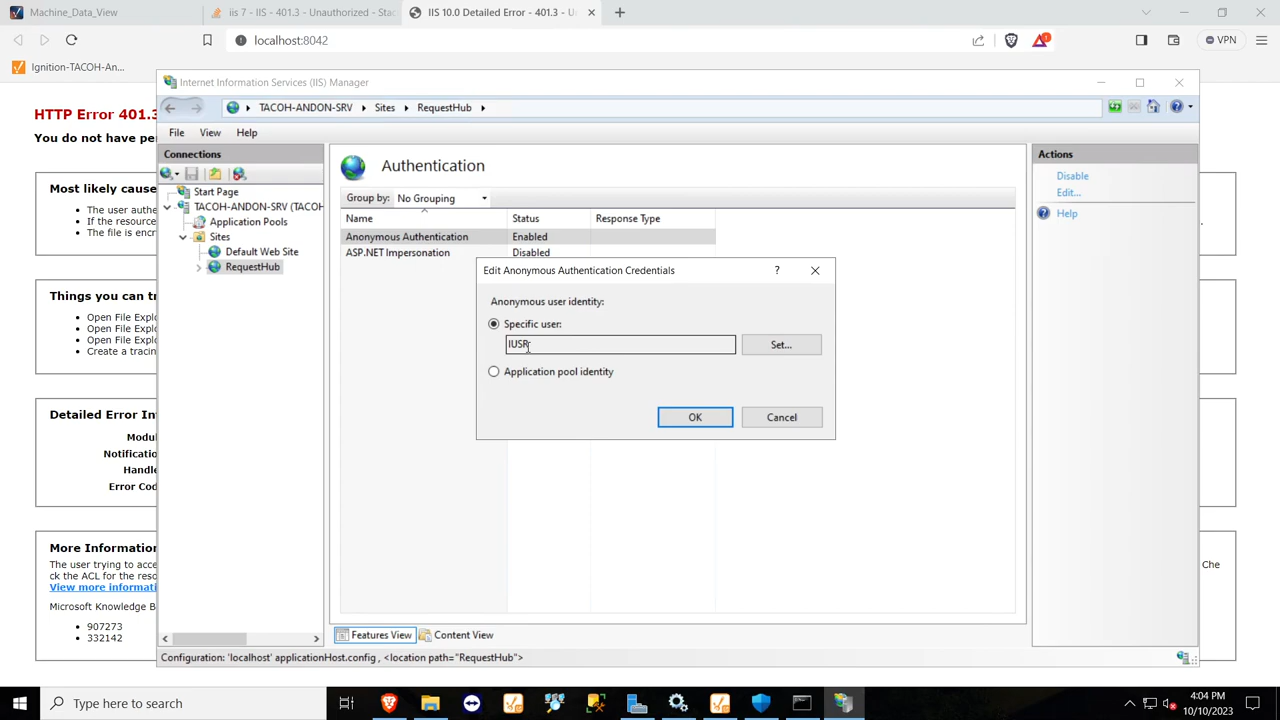 Machine_Data_View
iis 7 - IIS - 401.3 - Unauthorized - Stac
IIS 10.0 Detailed Error - 401.3 - U
localhost:8042
VPN
Ignition-TACOH-An...
HTTP Error 401.3
You do not have pe
Most likely cause
The user authe
If the resource
The file is encr
Things you can t
Open File Explo
Open File Explo
Open File Explo
Create a tracin
Detailed Error In
Modul
Notificatio
Handle
Error Cod
More Information
The user trying to acce
ck the ACL for the reso
View more informati
Microsoft Knowledge B
907273
332142
Che
Internet Information Services (IIS) Manager
TACOH-ANDON-SRV
Sites
RequestHub
File
View
Help
Connections
Start Page
TACOH-ANDON-SRV (TACOH
Application Pools
Sites
Default Web Site
RequestHub
Authentication
Group by:
No Grouping
Name
Status
Response Type
Anonymous Authentication
Enabled
ASP.NET Impersonation
Disabled
Edit Anonymous Authentication Credentials
?
Anonymous user identity:
Specific user:
IUSR
Set...
Application pool identity
OK
Cancel
Actions
Disable
Edit...
Help
Features View
Content View
Configuration: 'localhost' applicationHost.config , <location path="RequestHub">
Type here to search
4:04 PM
10/10/2023